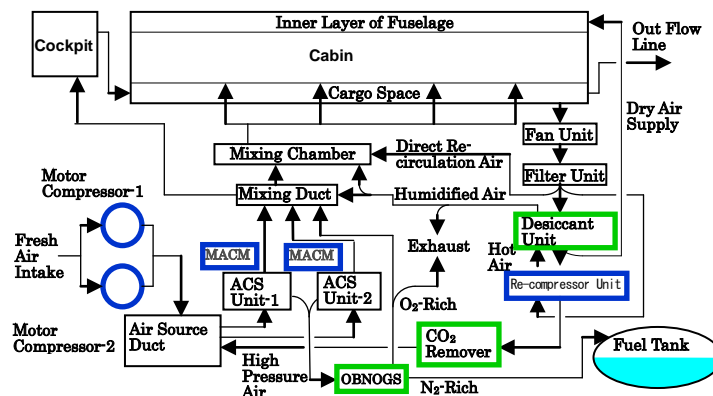 Inner Layer of Fuselage
Cockpit
Cabin
Out Flow
Line
Cargo Space
Dry Air
Supply
Fan Unit
Direct Re-
circulation Air
Mixing Chamber
Filter Unit
Motor
Compressor-1
Mixing Duct
Humidified Air
Desiccant
Unit
Fresh
Air
Intake
MACM
MACM
Exhaust
Hot
Air
ACS
Unit-1
ACS
Unit-2
Re-compressor Unit
O₂-Rich
Motor
Compressor-2
Air Source
Duct
CO₂
Remover
Fuel Tank
High
Pressure
Air
OBNOGS
N₂-Rich